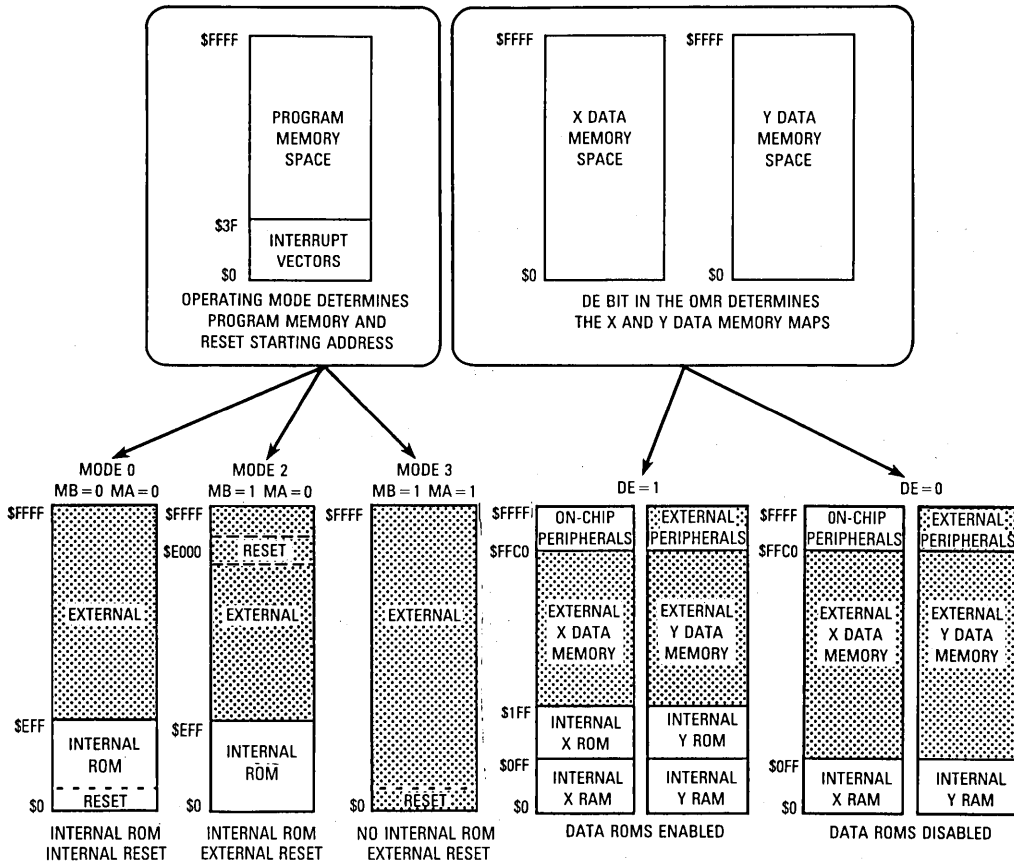 $FFFF
PROGRAM
MEMORY
SPACE
$3F
INTERRUPT
VECTORS
$0
OPERATING MODE DETERMINES
PROGRAM MEMORY AND
RESET STARTING ADDRESS
$FFFF
X DATA
MEMORY
SPACE
$0
$FFFF
Y DATA
MEMORY
SPACE
$0
DE BIT IN THE OMR DETERMINES
THE X AND Y DATA MEMORY MAPS
MODE 0
MB=0 MA=0
$FFFF
EXTERNAL
$EFF
INTERNAL
ROM
RESET
$0
INTERNAL ROM
INTERNAL RESET
MODE 2
MB=1 MA=0
$FFFF
$E000
RESET
EXTERNAL
$EFF
INTERNAL
ROM
$0
INTERNAL ROM
EXTERNAL RESET
MODE 3
MB=1 MA=1
$FFFF
EXTERNAL
RESET
$0
NO INTERNAL ROM
EXTERNAL RESET
DE=1
$FFFF
ON-CHIP
PERIPHERALS
$FFC0
EXTERNAL
X DATA
MEMORY
$1FF
INTERNAL
X ROM
$0FF
INTERNAL
X RAM
$0
EXTERNAL
PERIPHERALS
EXTERNAL
Y DATA
MEMORY
INTERNAL
Y ROM
INTERNAL
Y RAM
DATA ROMS ENABLED
DE=0
$FFFF
ON-CHIP
PERIPHERALS
$FFC0
EXTERNAL
X DATA
MEMORY
$0FF
INTERNAL
X RAM
$0
EXTERNAL
PERIPHERALS
EXTERNAL
Y DATA
MEMORY
INTERNAL
Y RAM
DATA ROMS DISABLED